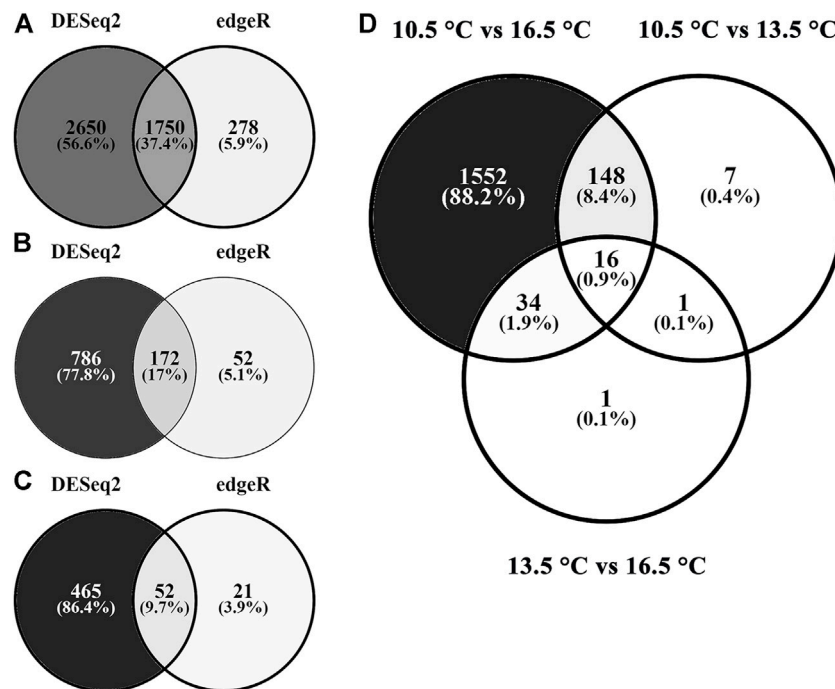 A
DESeq2 edgeR
2650 1750 278
(56.6%) (37.4%) (5.9%)
B
DESeq2 edgeR
786 172 52
(77.8%) (17%) (5.1%)
C
DESeq2 edgeR
465 52 21
(86.4%) (9.7%) (3.9%)
D
10.5 °C vs 16.5 °C 10.5 °C vs 13.5 °C
1552 148 7
(88.2%) (8.4%) (0.4%)
16
(0.9%)
34 1
(1.9%) (0.1%)
1
(0.1%)
13.5 °C vs 16.5 °C